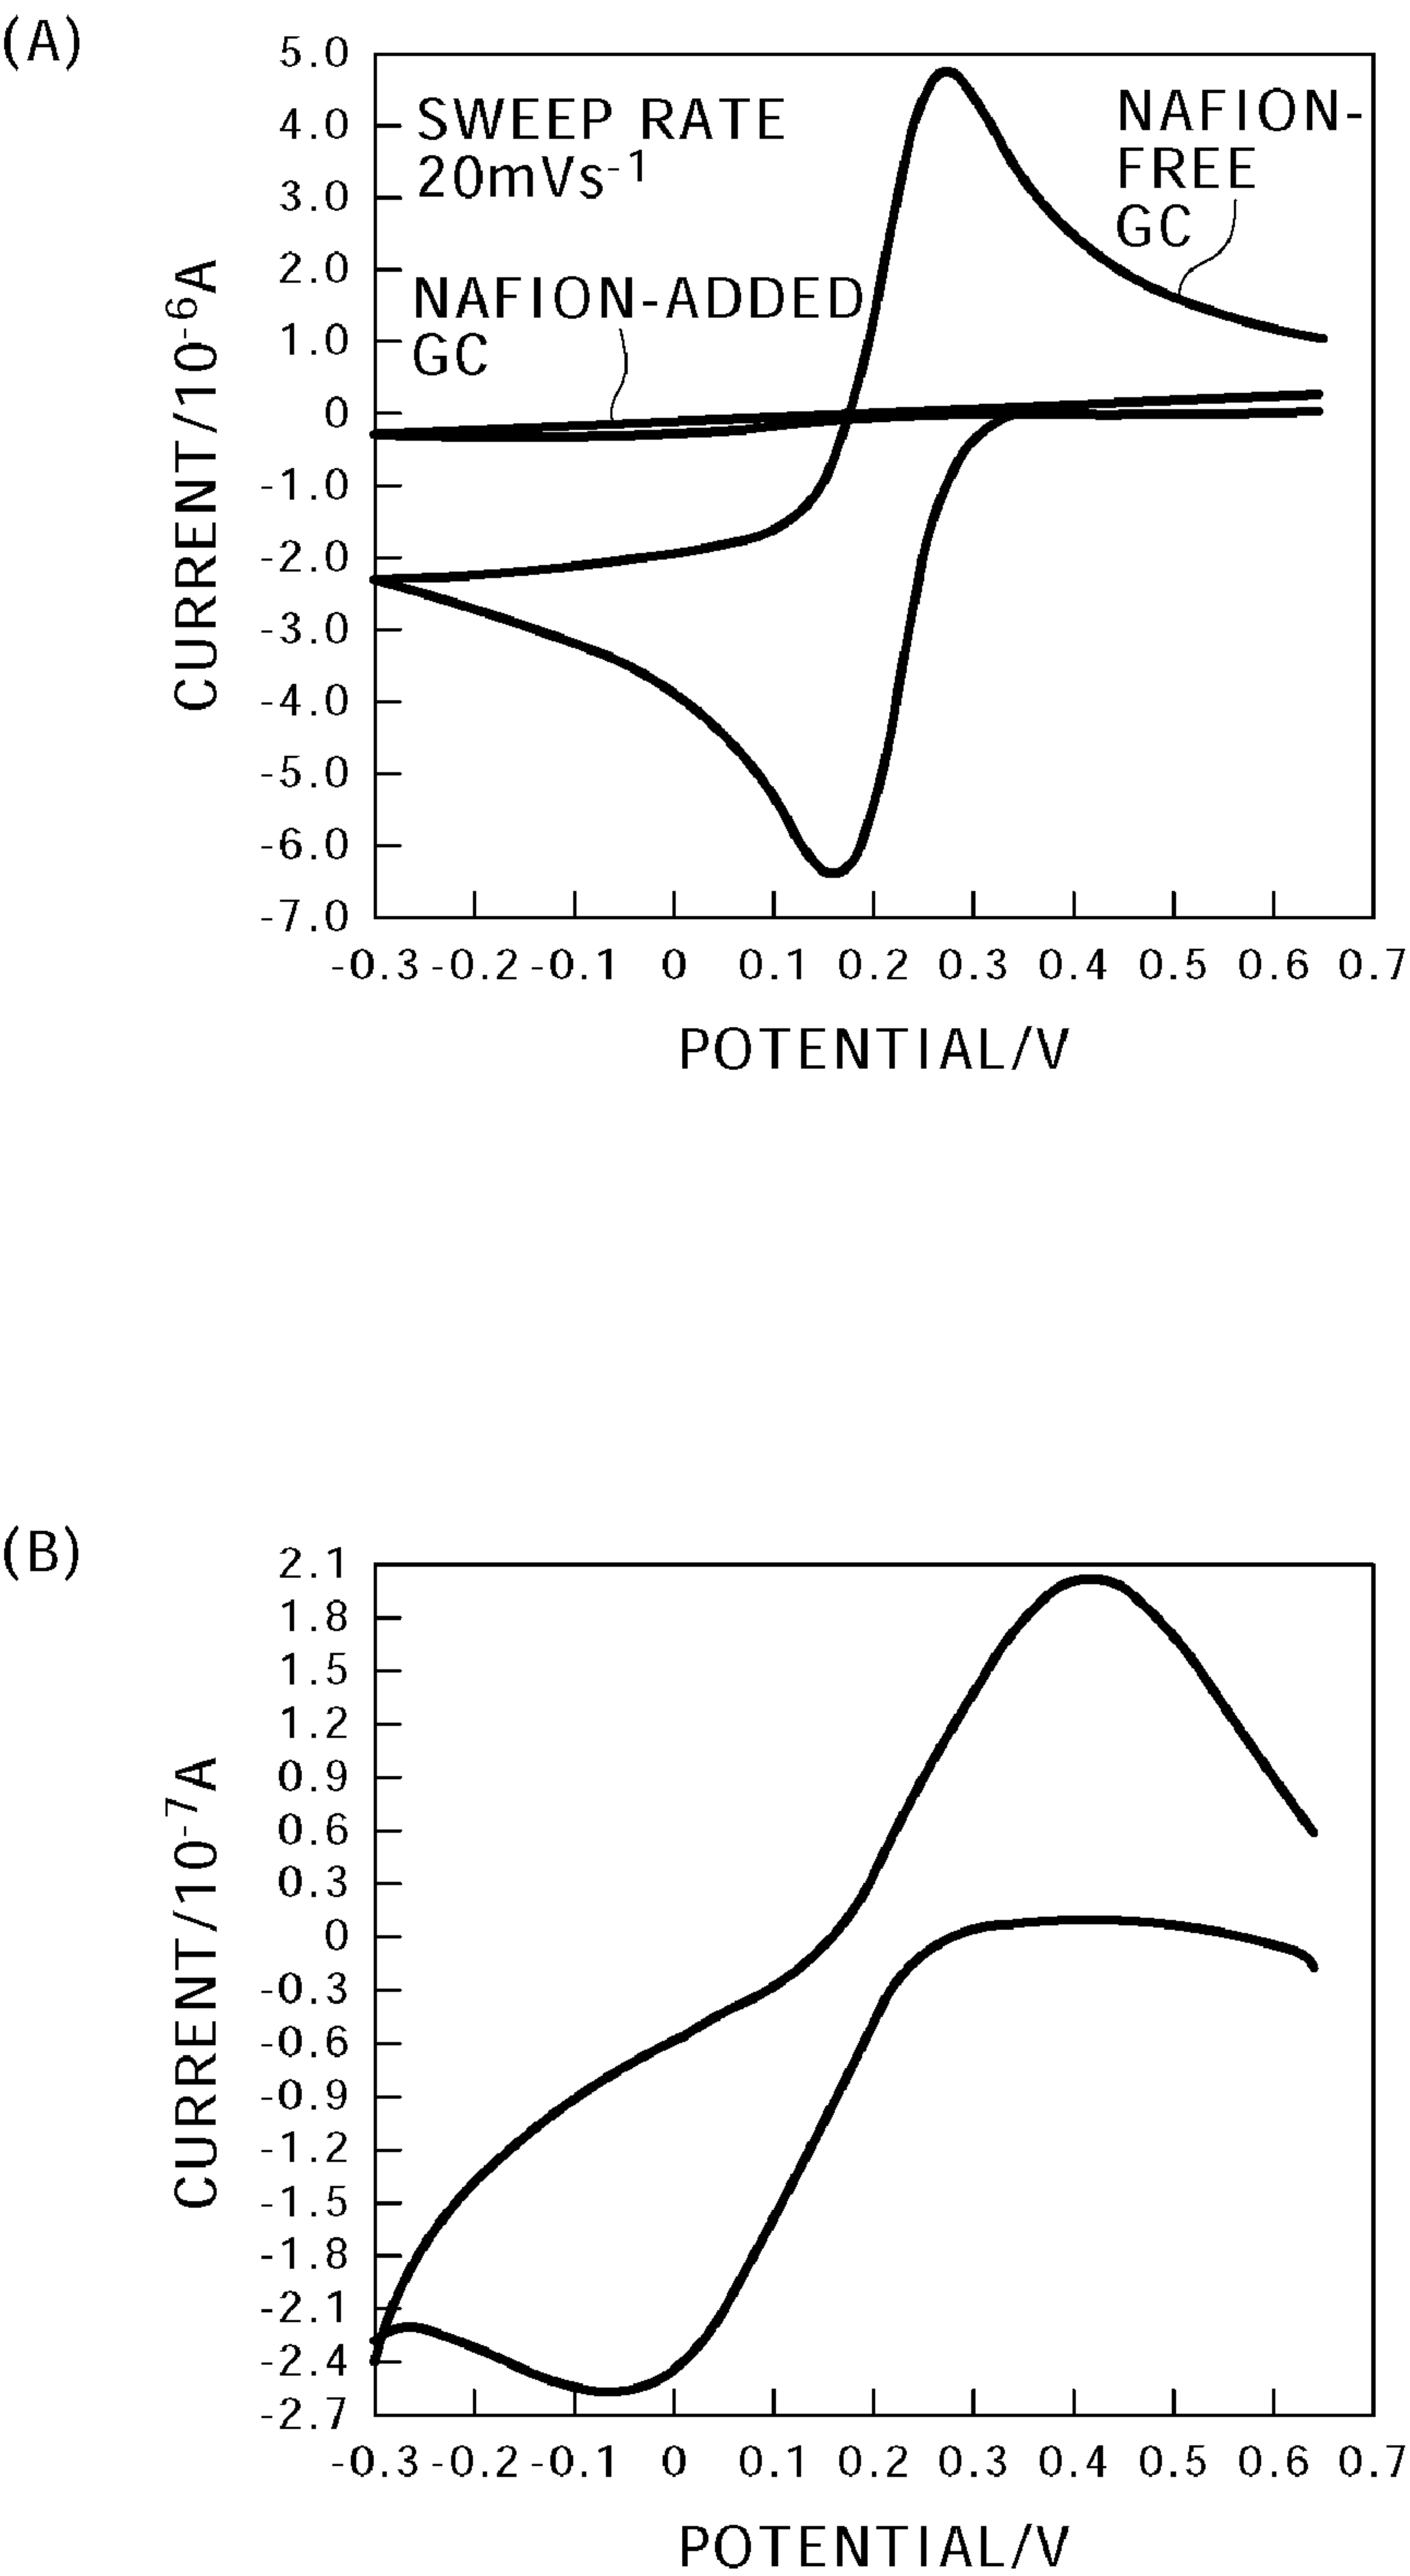 (A)
5.0
4.0
3.0
2.0
1.0
0
-1.0
-2.0
-3.0
-4.0
-5.0
-6.0
-7.0
CURRENT/10⁻⁶A
SWEEP RATE
20mVs⁻¹
NAFION-ADDED
GC
NAFION-
FREE
GC
-0.3 -0.2 -0.1 0 0.1 0.2 0.3 0.4 0.5 0.6 0.7
POTENTIAL/V
(B)
2.1
1.8
1.5
1.2
0.9
0.6
0.3
0
-0.3
-0.6
-0.9
-1.2
-1.5
-1.8
-2.1
-2.4
-2.7
CURRENT/10⁻⁷A
-0.3 -0.2 -0.1 0 0.1 0.2 0.3 0.4 0.5 0.6 0.7
POTENTIAL/V